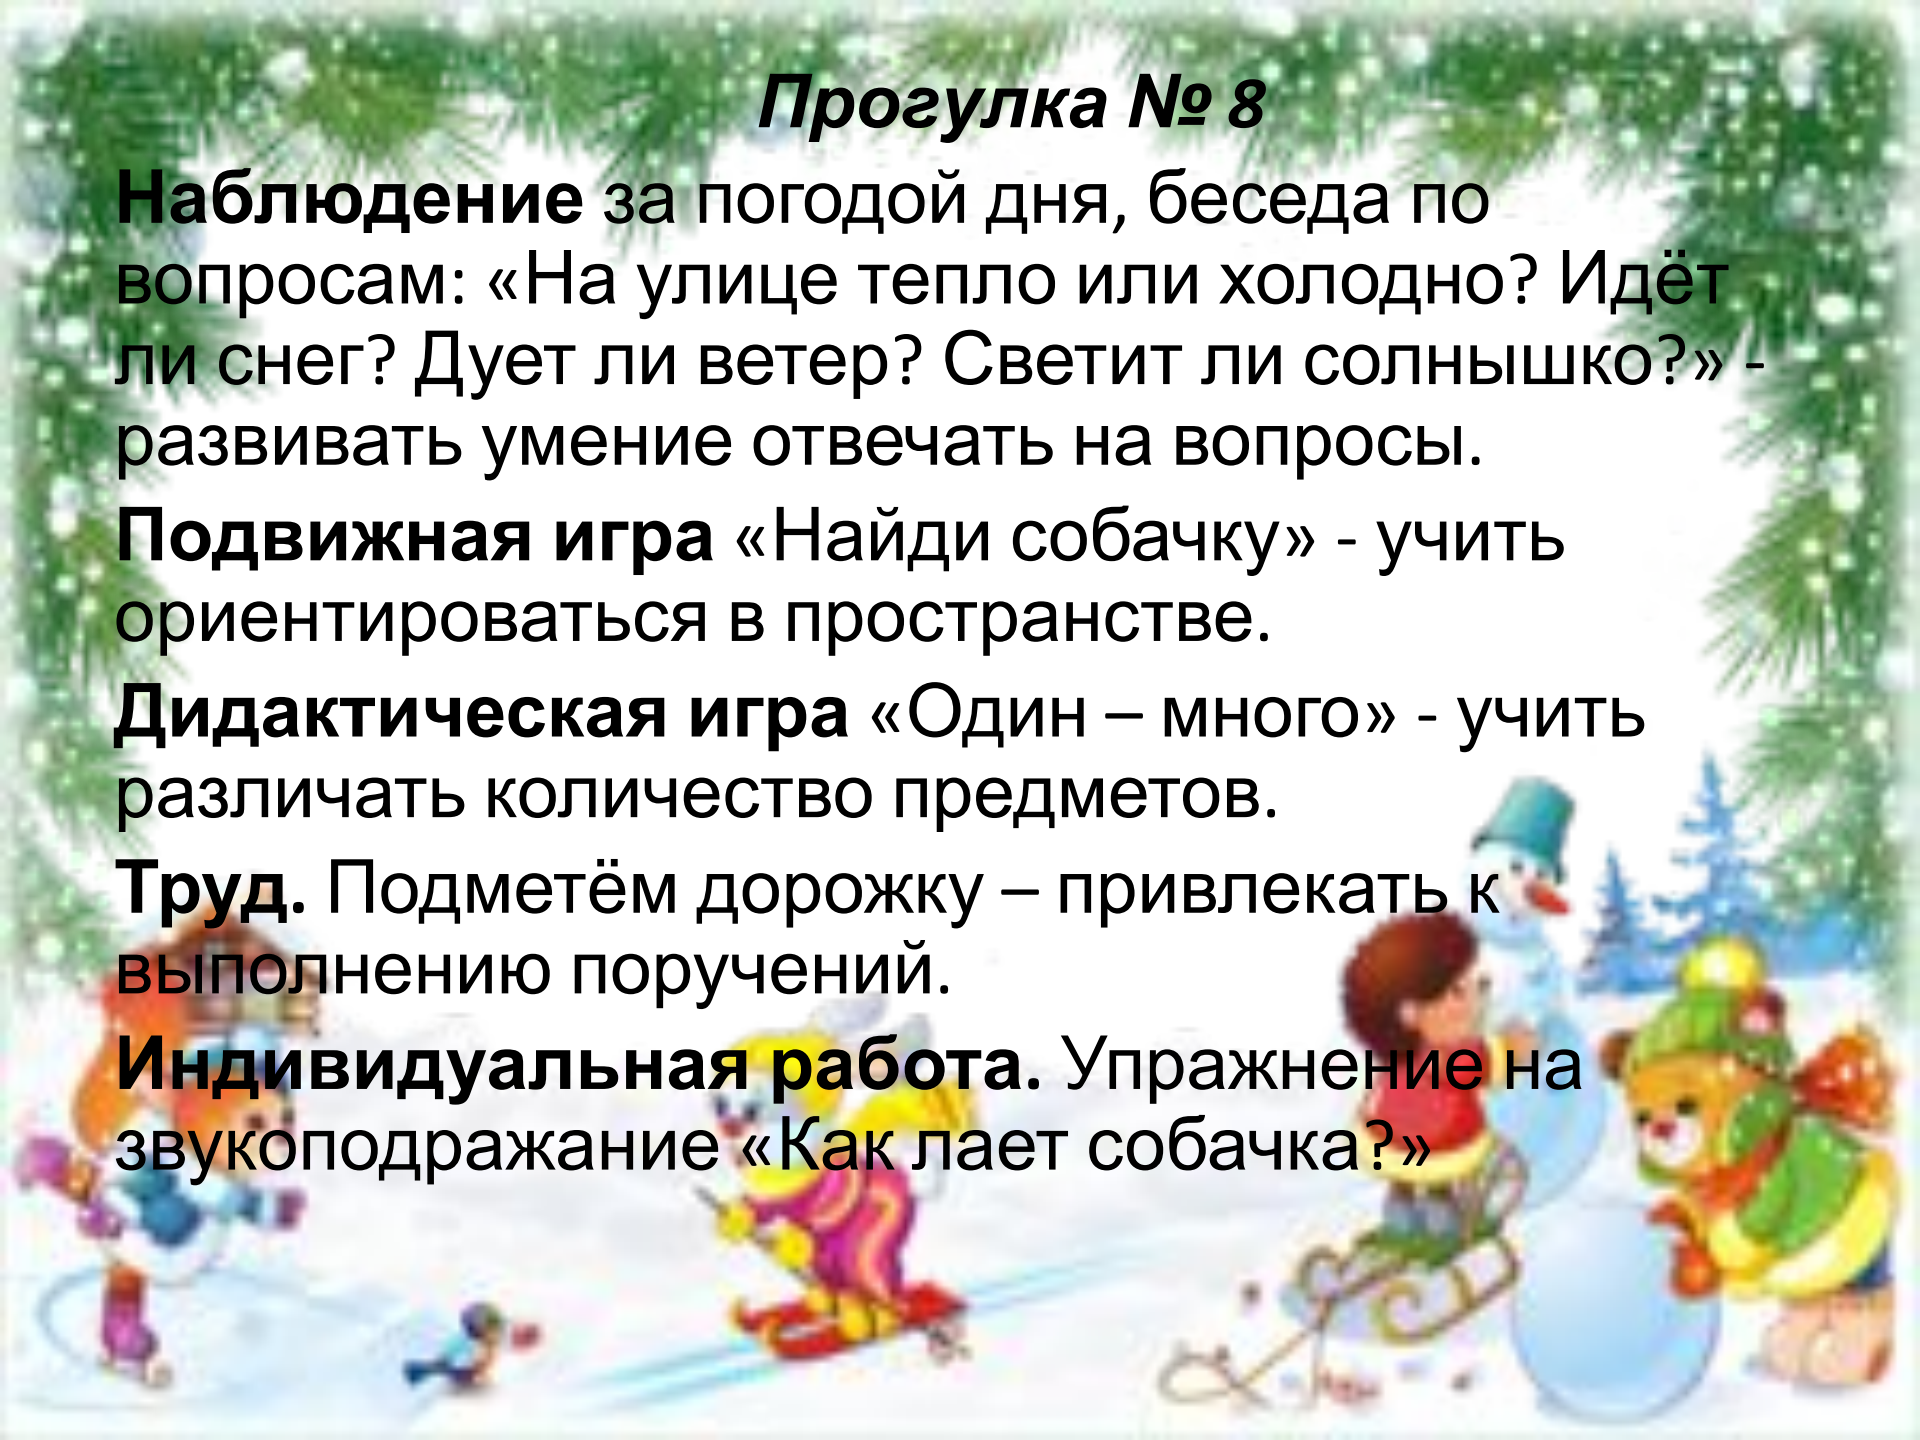 Прогулка № 8
Наблюдение за погодой дня, беседа по
вопросам: «На улице тепло или холодно? Идёт
ли снег? Дует ли ветер? Светит ли солнышко?» -
развивать умение отвечать на вопросы.
Подвижная игра «Найди собачку» - учить
ориентироваться в пространстве.
Дидактическая игра «Один – много» - учить
различать количество предметов.
Труд. Подметём дорожку – привлекать к
выполнению поручений.
Индивидуальная работа. Упражнение на
звукоподражание «Как лает собачка?»